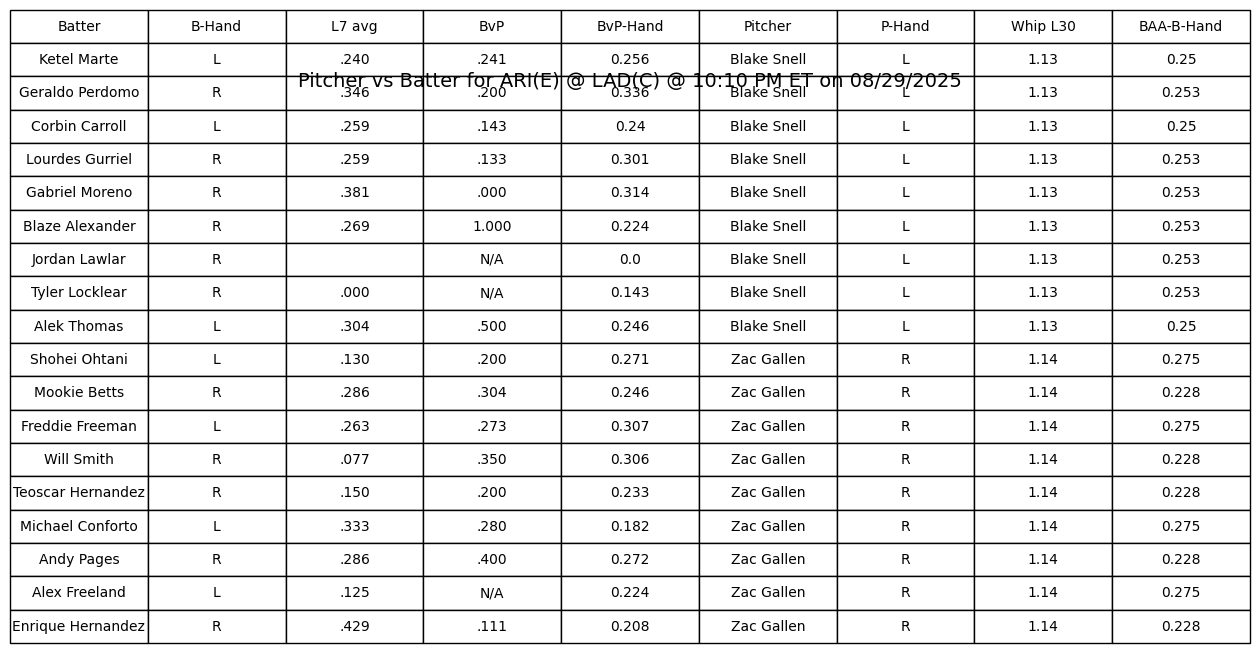 Batter B-Hand L7 avg BvP BvP-Hand Pitcher P-Hand Whip L30 BAA-B-Hand
Ketel Marte L .240 .241 0.256 Blake Snell L 1.13 0.25
Pitcher vs Batter for ARI(E) @ LAD(C) @ 10:10 PM ET on 08/29/2025
Geraldo Perdomo R .346 .200 0.336 Blake Snell L 1.13 0.253
Corbin Carroll L .259 .143 0.24 Blake Snell L 1.13 0.25
Lourdes Gurriel R .259 .133 0.301 Blake Snell L 1.13 0.253
Gabriel Moreno R .381 .000 0.314 Blake Snell L 1.13 0.253
Blaze Alexander R .269 1.000 0.224 Blake Snell L 1.13 0.253
Jordan Lawlar R N/A 0.0 Blake Snell L 1.13 0.253
Tyler Locklear R .000 N/A 0.143 Blake Snell L 1.13 0.253
Alek Thomas L .304 .500 0.246 Blake Snell L 1.13 0.25
Shohei Ohtani L .130 .200 0.271 Zac Gallen R 1.14 0.275
Mookie Betts R .286 .304 0.246 Zac Gallen R 1.14 0.228
Freddie Freeman L .263 .273 0.307 Zac Gallen R 1.14 0.275
Will Smith R .077 .350 0.306 Zac Gallen R 1.14 0.228
Teoscar Hernandez R .150 .200 0.233 Zac Gallen R 1.14 0.228
Michael Conforto L .333 .280 0.182 Zac Gallen R 1.14 0.275
Andy Pages R .286 .400 0.272 Zac Gallen R 1.14 0.228
Alex Freeland L .125 N/A 0.224 Zac Gallen R 1.14 0.275
Enrique Hernandez R .429 .111 0.208 Zac Gallen R 1.14 0.228